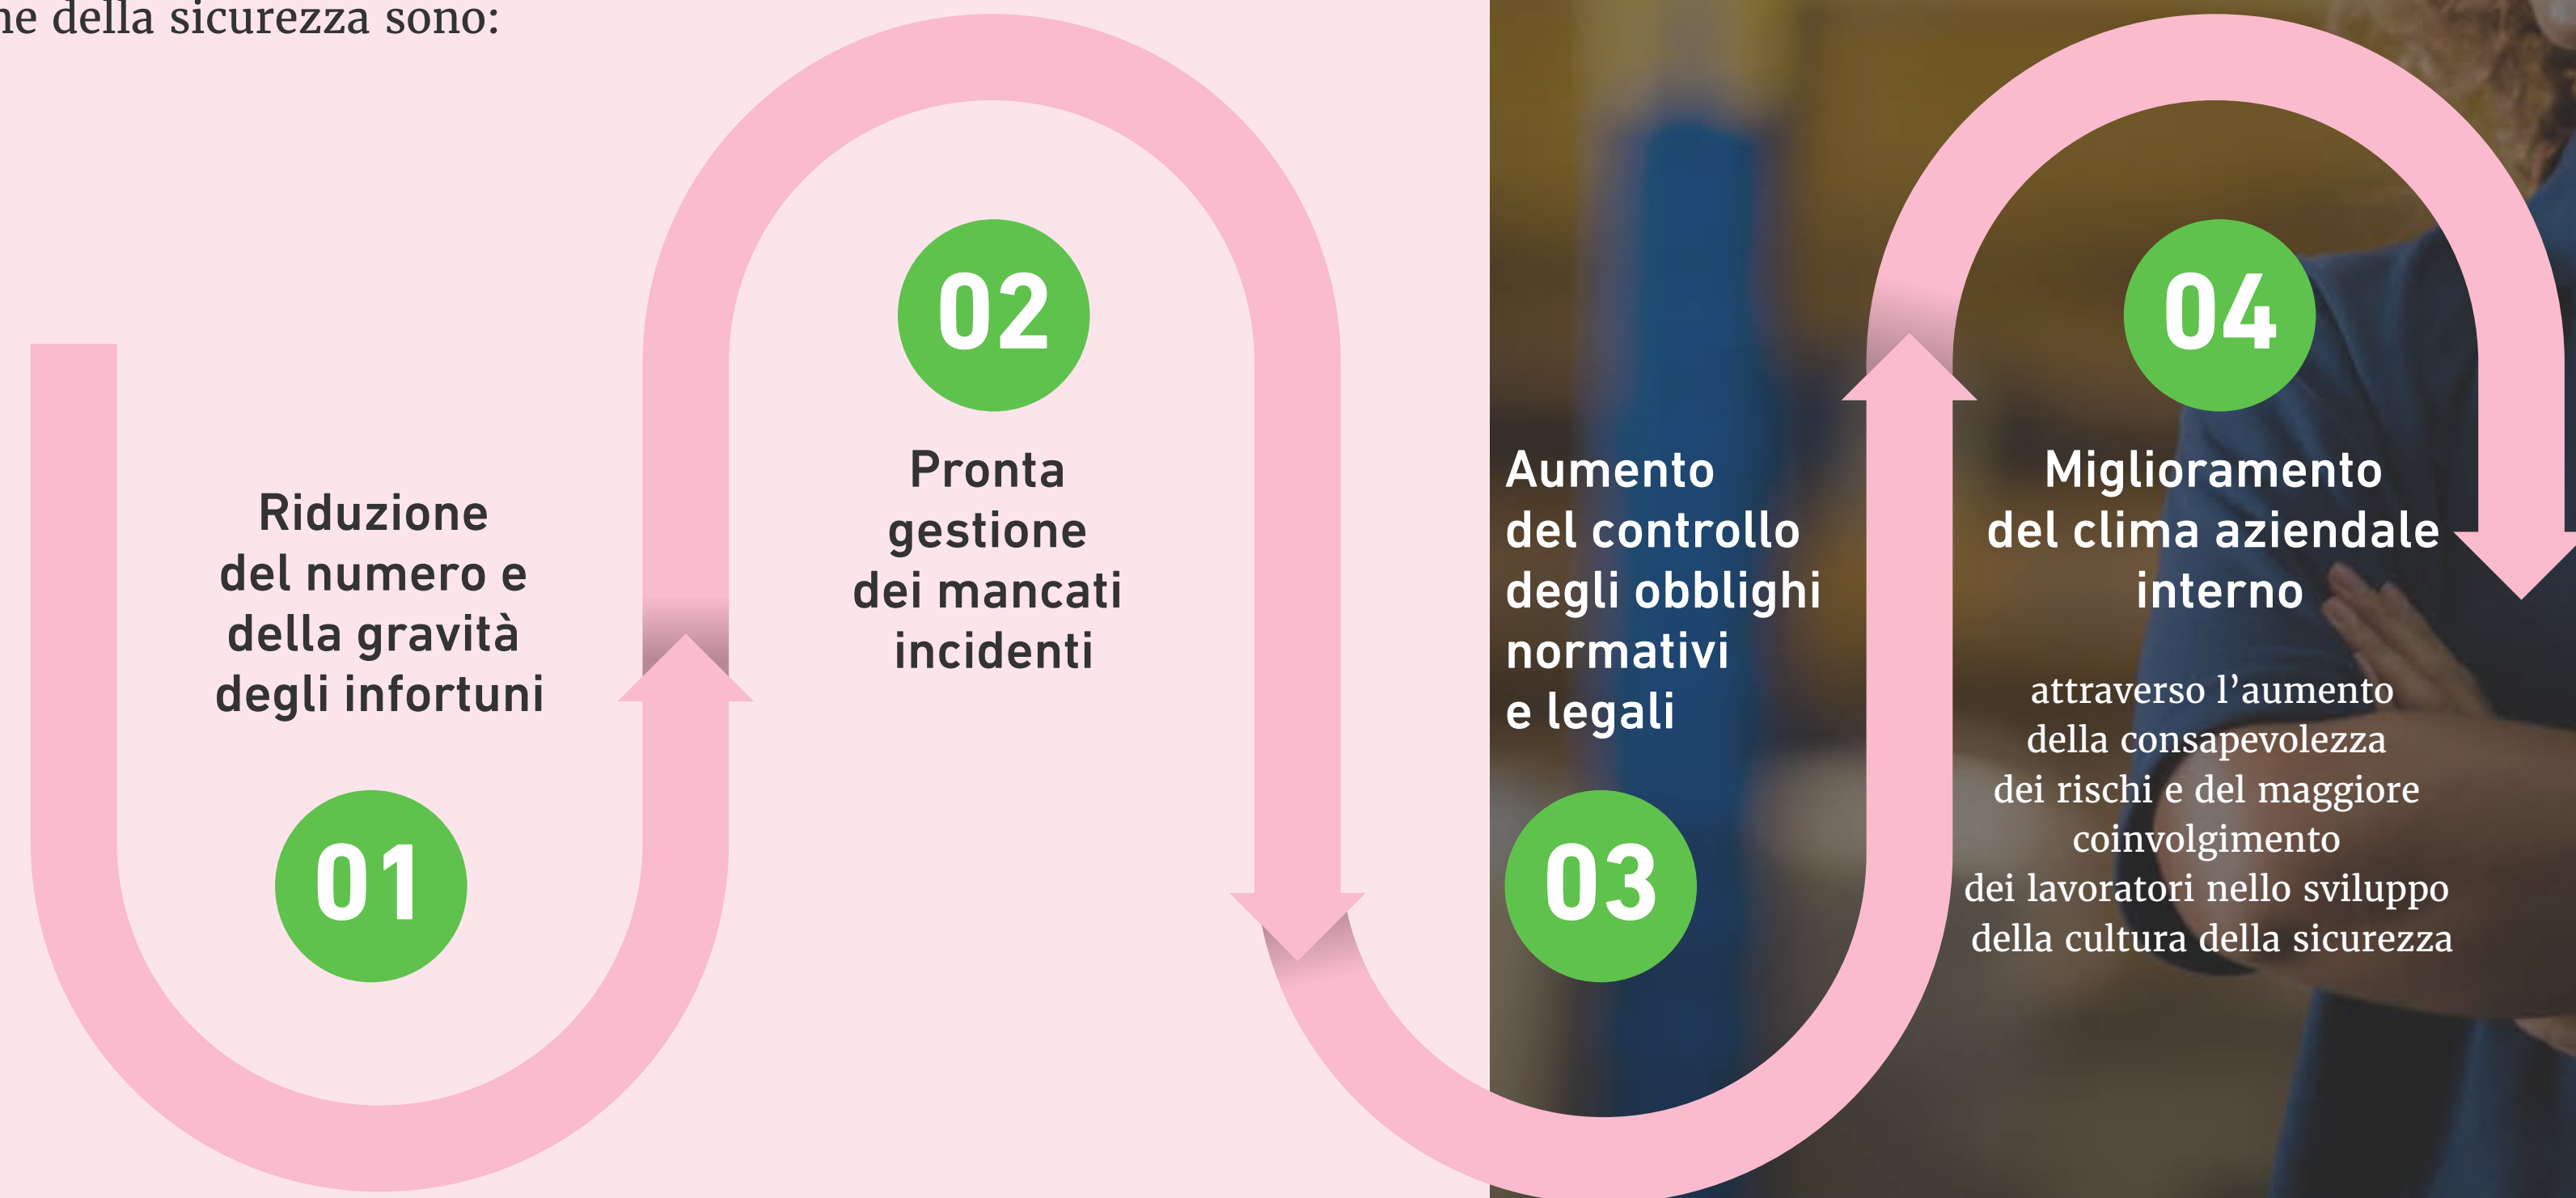 della sicurezza sono:
Riduzione
del numero e
della gravità
degli infortuni
01
02
Pronta
gestione
dei mancati
incidenti
Aumento
del controllo
degli obblighi
normativi
e legali
03
04
Miglioramento
del clima aziendale
interno
attraverso l’aumento
della consapevolezza
dei rischi e del maggiore
coinvolgimento
dei lavoratori nello sviluppo
della cultura della sicurezza